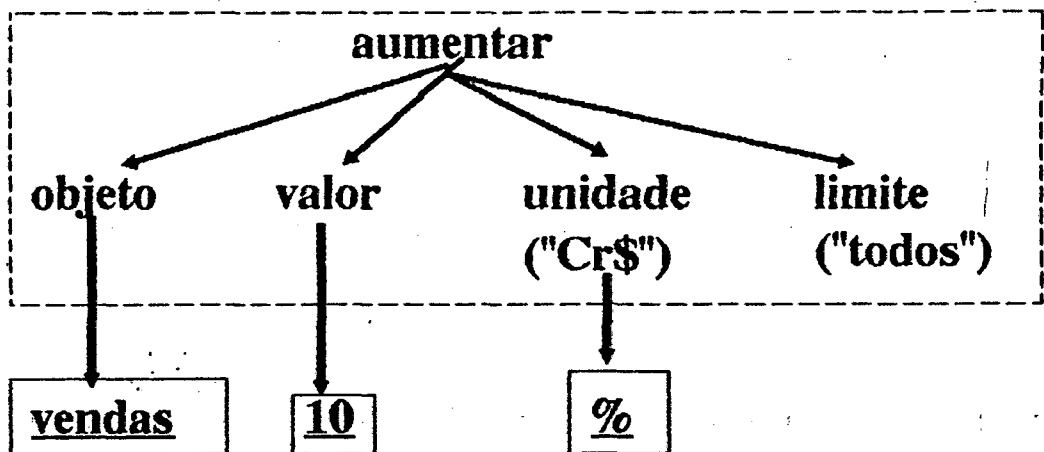 aumentar
objeto valor unidade limite
("Cr$") ("todos")
vendas 10 %